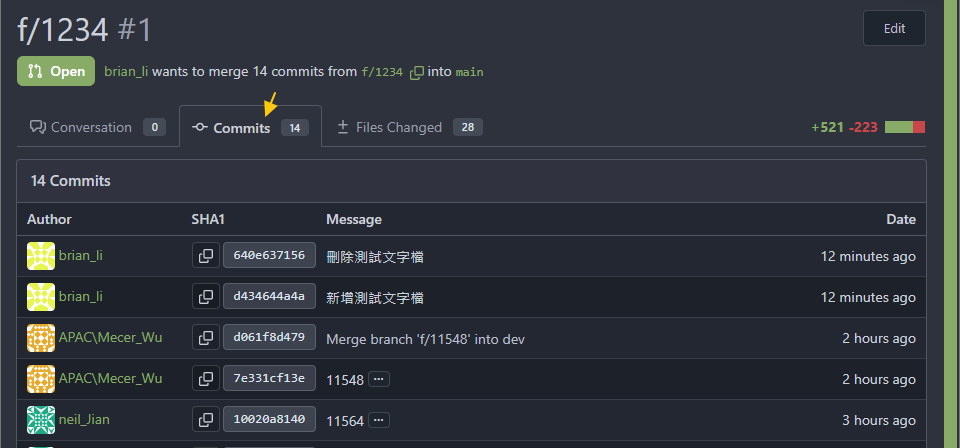 f/1234 #1
Edit
Open brian_li wants to merge 14 commits from f/1234 into main
Conversation 0 Commits 14 Files Changed 28 +521 -223
14 Commits
Author SHA1 Message Date
brian_li 640e637156 刪除測試文字檔 12 minutes ago
brian_li d434644a4a 新增測試文字檔 12 minutes ago
APAC\Mecer_Wu d061f8d479 Merge branch 'f/11548' into dev 2 hours ago
APAC\Mecer_Wu 7e331cf13e 11548 ... 2 hours ago
neil_Jian 10020a8140 11564 ... 3 hours ago